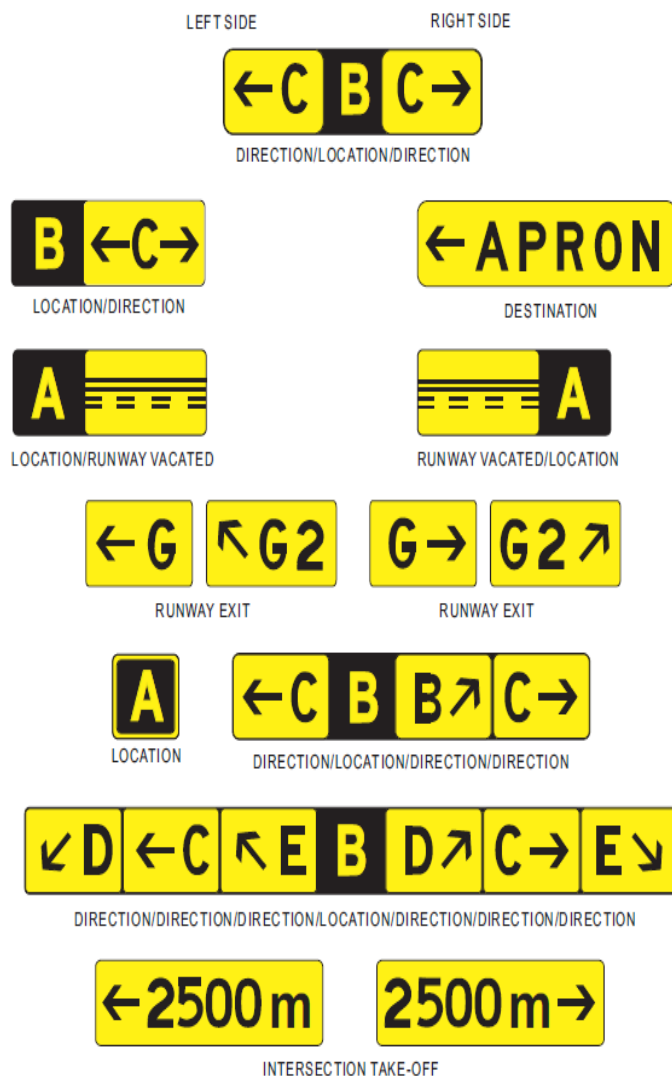 LEFT SIDE RIGHT SIDE
←C B C→
DIRECTION/LOCATION/DIRECTION
B ←C→ ←APRON
LOCATION/DIRECTION DESTINATION
A A
LOCATION/RUNWAY VACATED RUNWAY VACATED/LOCATION
←G ↖G2 G→ G2↗
RUNWAY EXIT RUNWAY EXIT
A ←C B B↗ C→
LOCATION DIRECTION/LOCATION/DIRECTION/DIRECTION
↙D ←C ↖E B D↗ C→ E↘
DIRECTION/DIRECTION/DIRECTION/LOCATION/DIRECTION/DIRECTION/DIRECTION
←2500 m 2500 m→
INTERSECTION TAKE-OFF